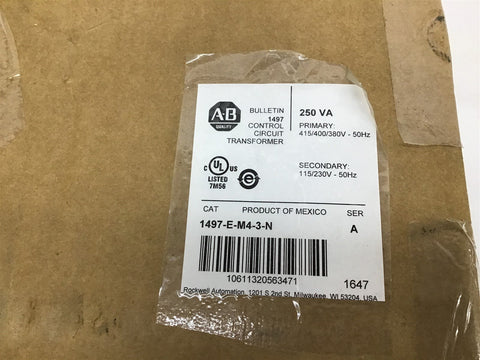 A-B
QUALITY
BULLETIN
1497
CONTROL
CIRCUIT
TRANSFORMER
250 VA
PRIMARY:
415/400/380V - 50Hz
SECONDARY:
115/230V - 50Hz
C UL US
LISTED
7M56
CAT PRODUCT OF MEXICO SER
1497-E-M4-3-N A
10611320563471 1647
Rockwell Automation, 1201 S 2nd St, Milwaukee, WI 53204, USA